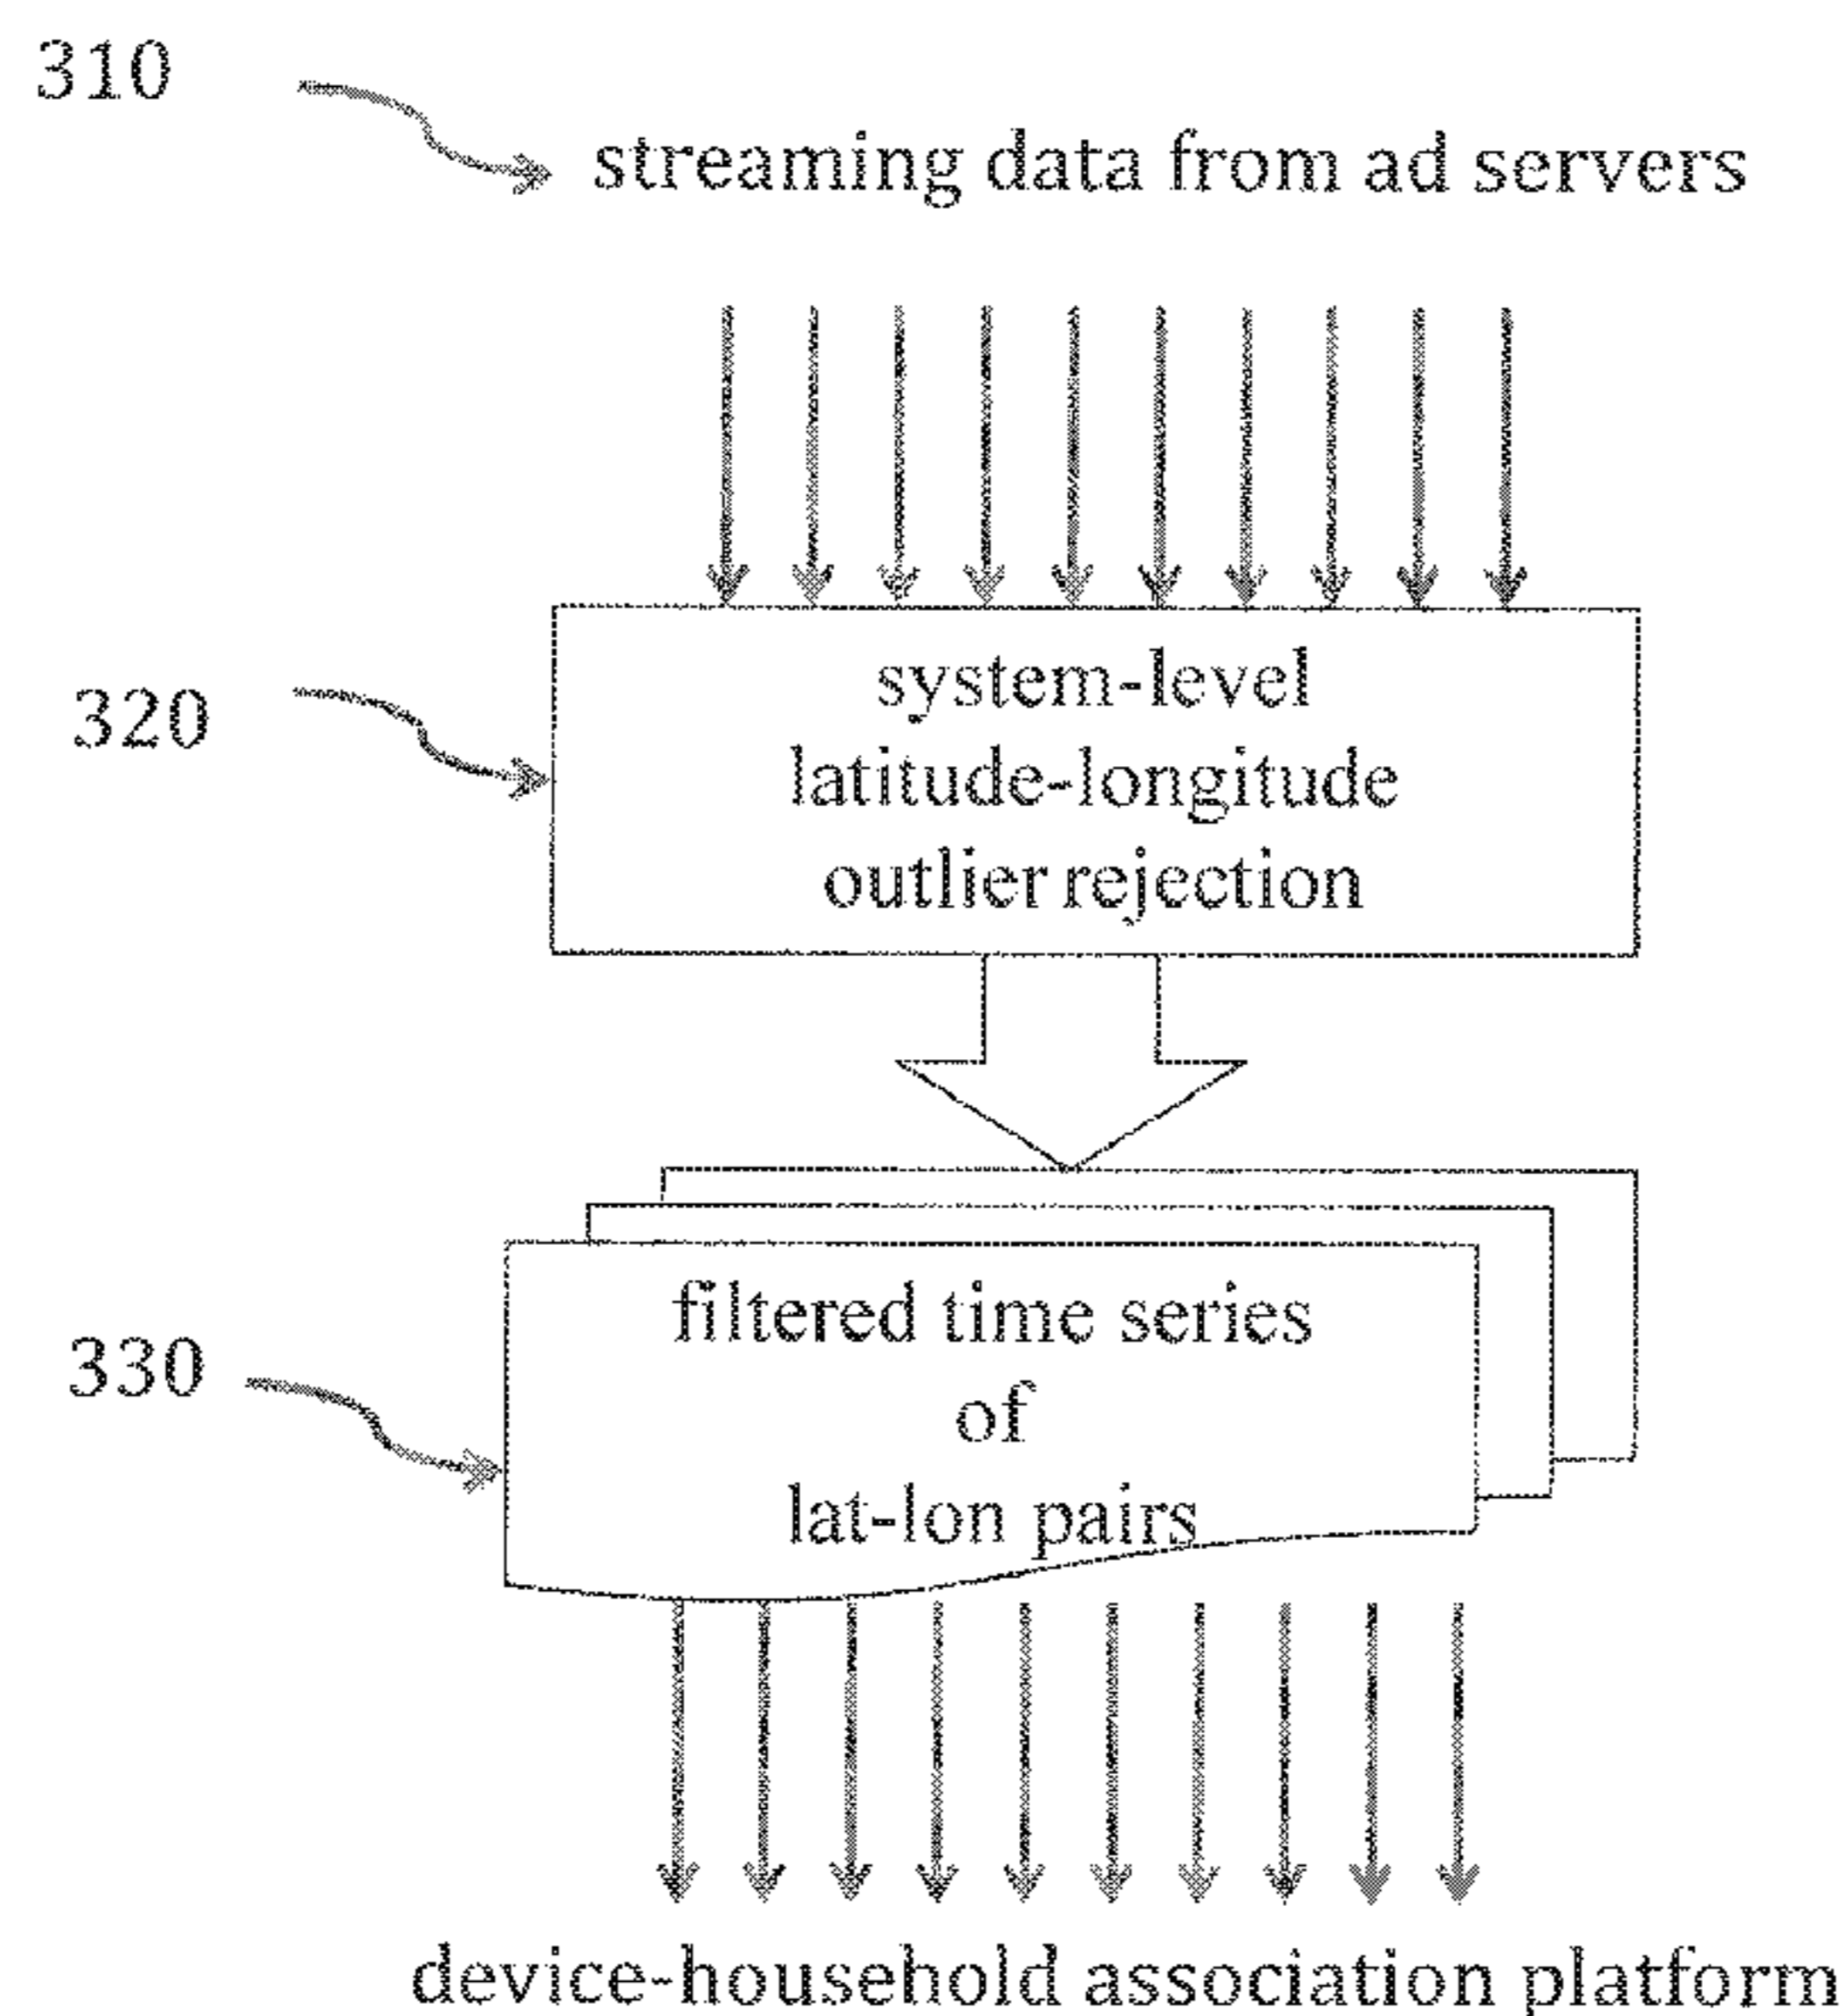 310
streaming data from ad servers
320
system-level
latitude-longitude
outlier rejection
330
filtered time series
of
lat-lon pairs
device-household association platform